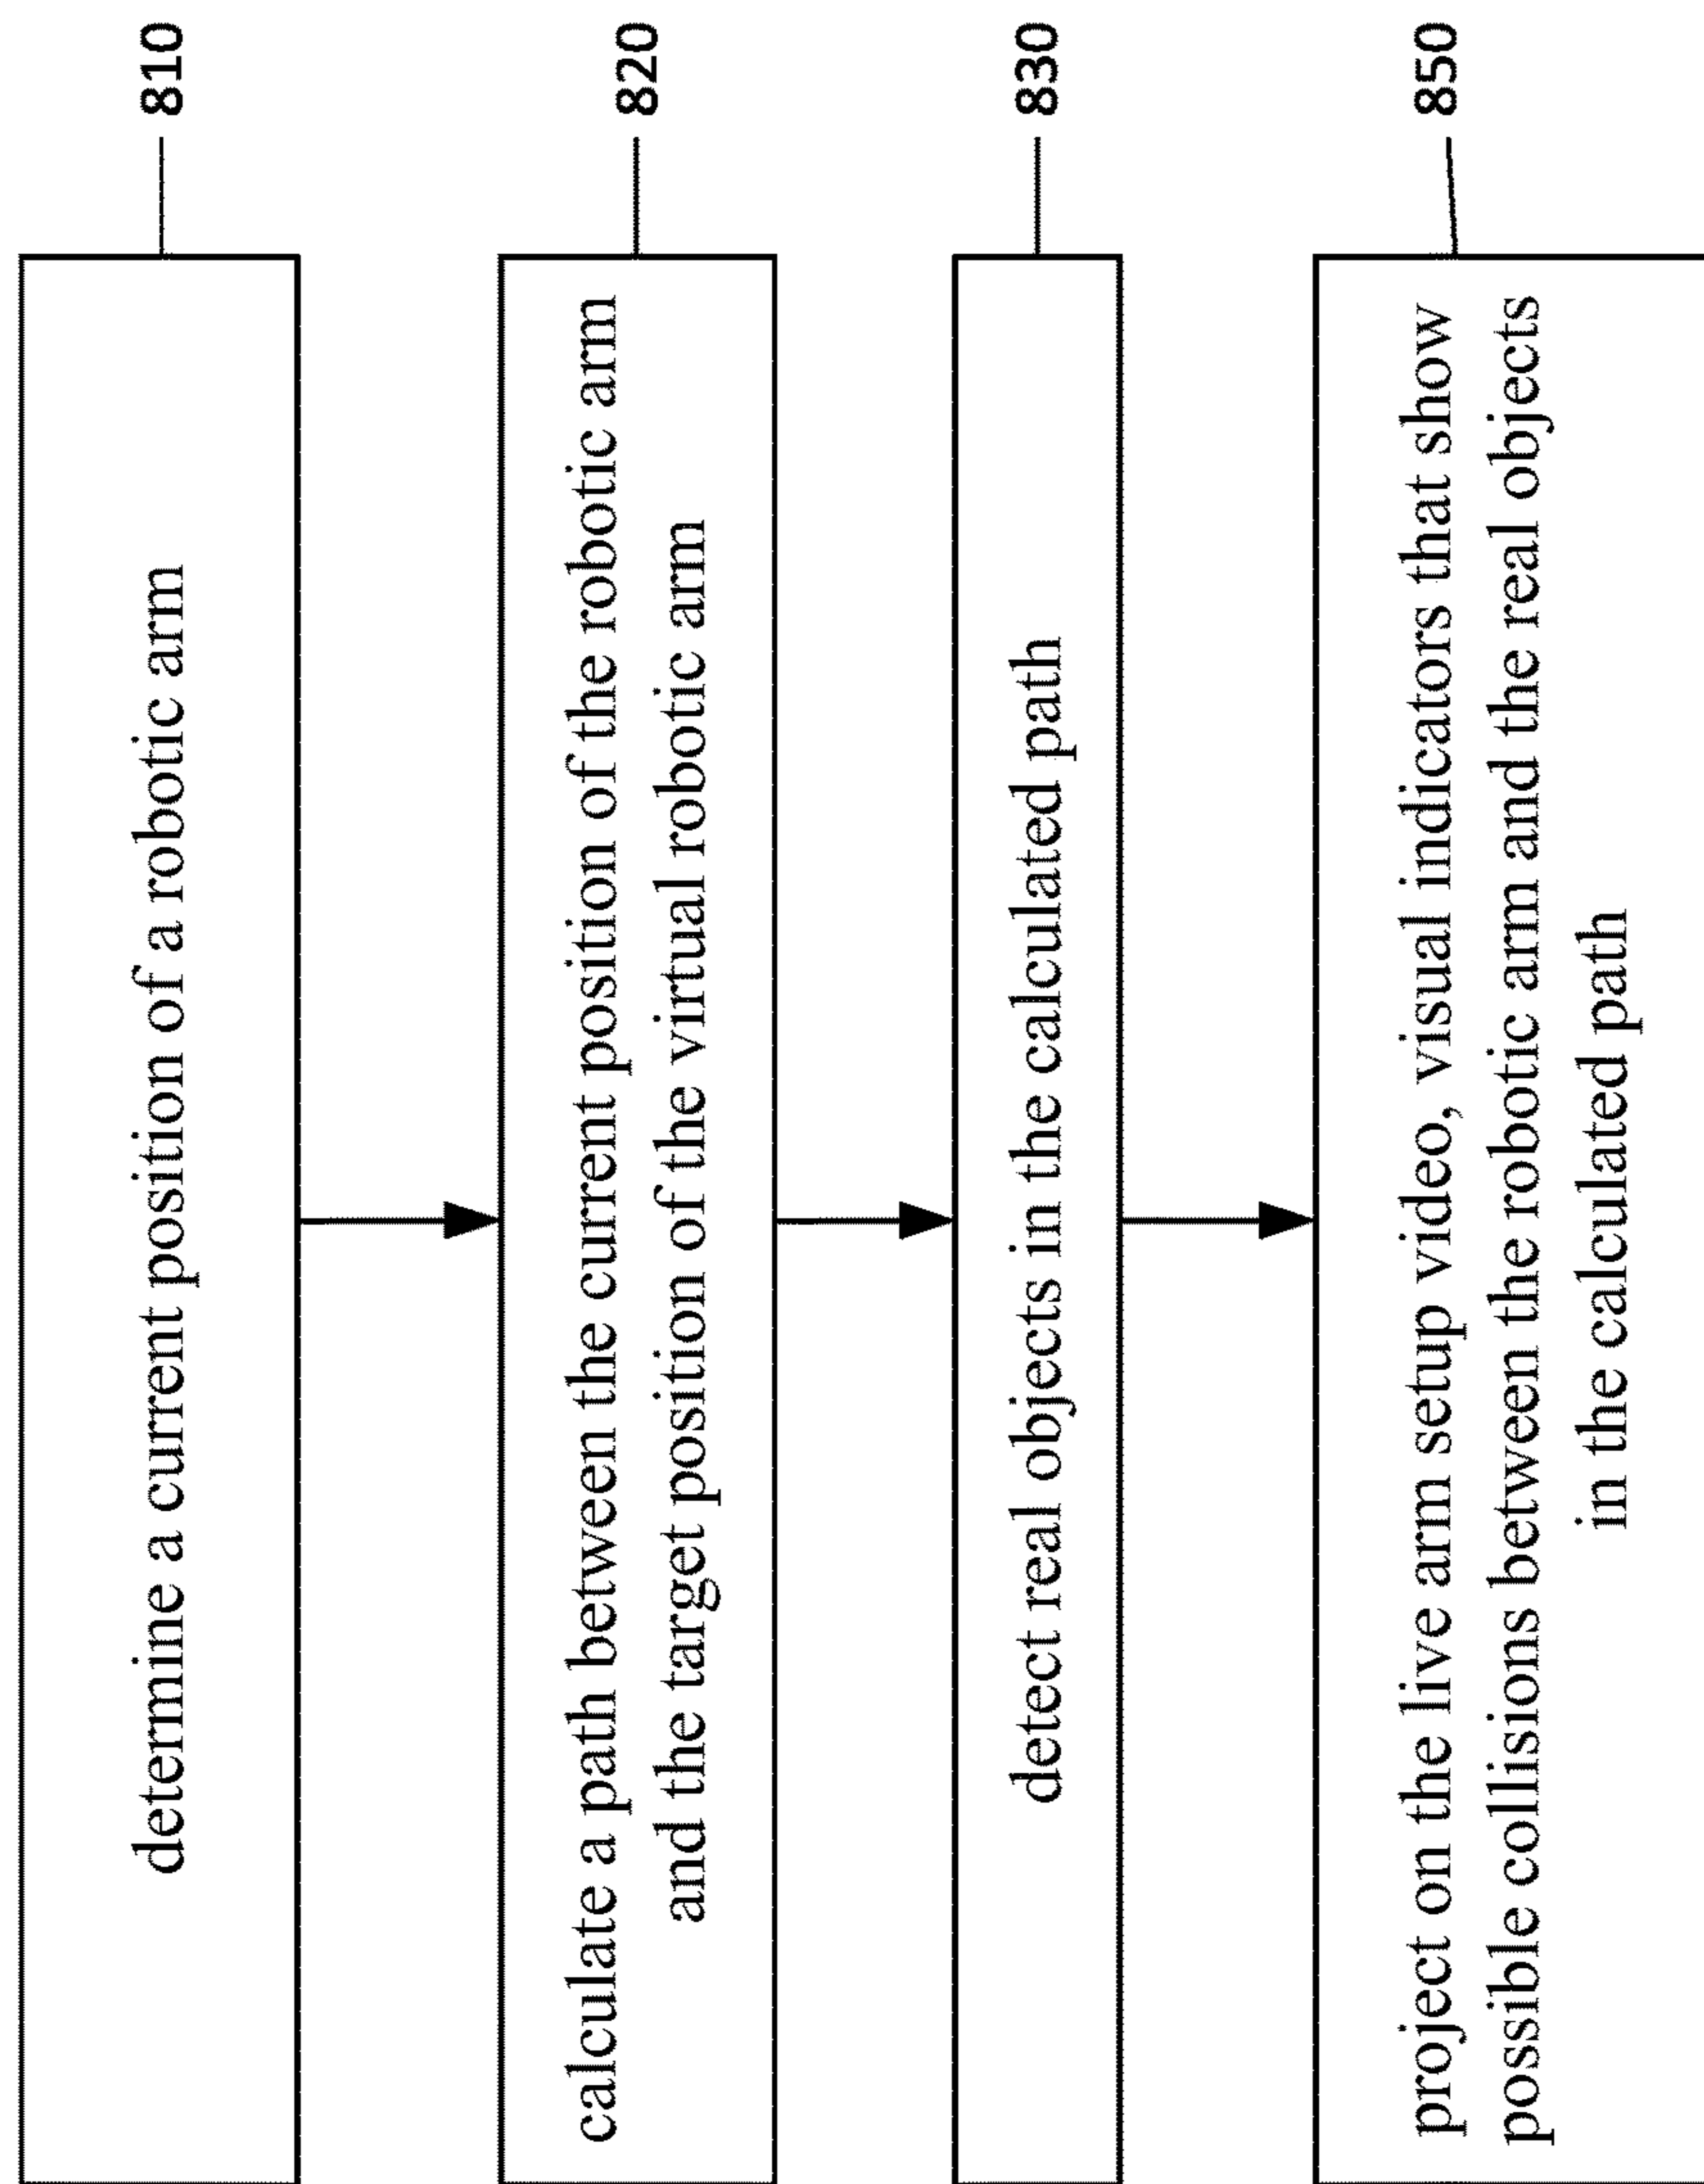 determine a current position of a robotic arm
810
calculate a path between the current position of the robotic arm
and the target position of the virtual robotic arm
820
detect real objects in the calculated path
830
project on the live arm setup video, visual indicators that show
possible collisions between the robotic arm and the real objects
in the calculated path
850